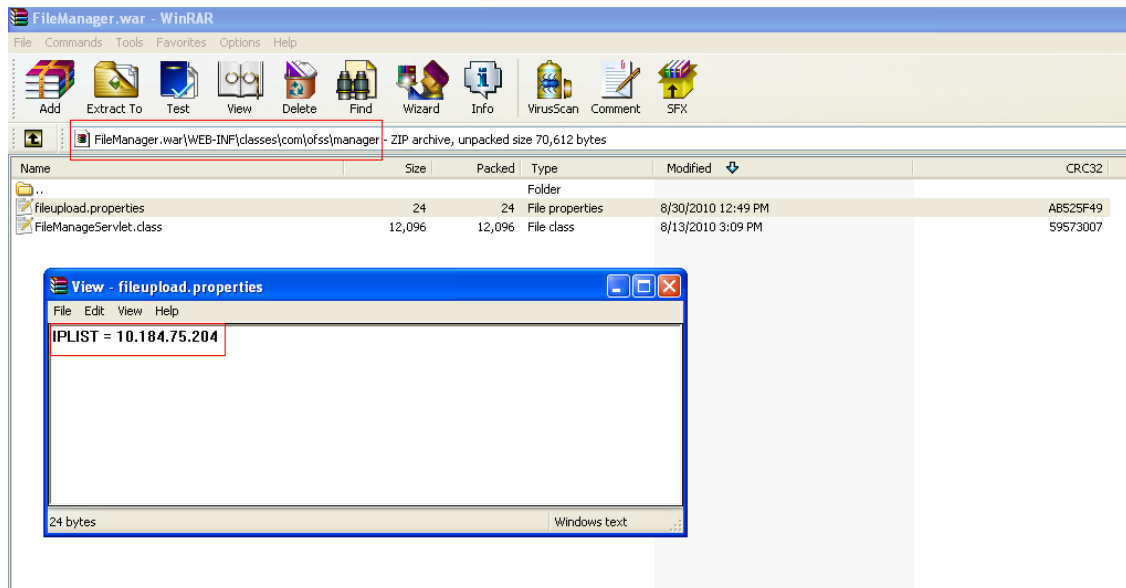 FileManager.war - WinRAR
File Commands Tools Favorites Options Help
Add Extract To Test View Delete Find Wizard Info VirusScan Comment SFX
FileManager.war\WEB-INF\classes\com\ofss\manager - ZIP archive, unpacked size 70,612 bytes
Name Size Packed Type Modified CRC32
.. Folder
fileupload.properties 24 24 File properties 8/30/2010 12:49 PM AB525F49
FileManageServlet.class 12,096 12,096 File class 8/13/2010 3:09 PM 59573007
View - fileupload.properties
File Edit View Help
IPLIST = 10.184.75.204
24 bytes Windows text